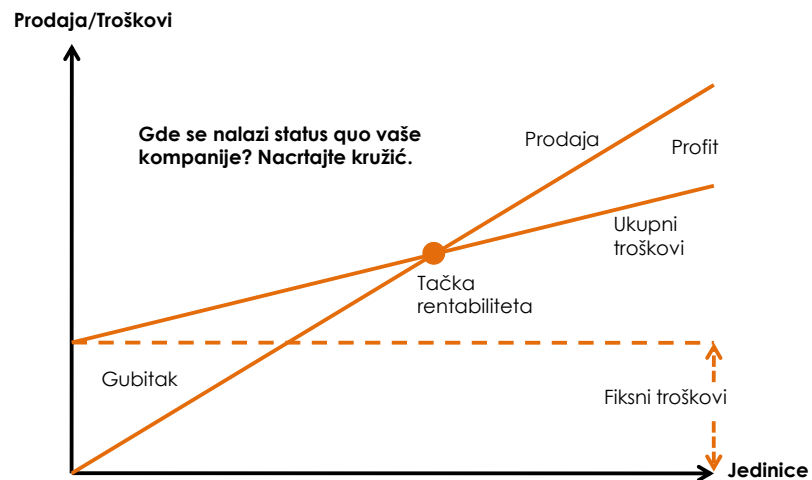 Prodaja/Troškovi
Gde se nalazi status quo vaše
kompanije? Nacrtajte kružić.
Prodaja
Profit
Ukupni
troškovi
Tačka
rentabiliteta
Gubitak
Fiksni troškovi
Jedinice